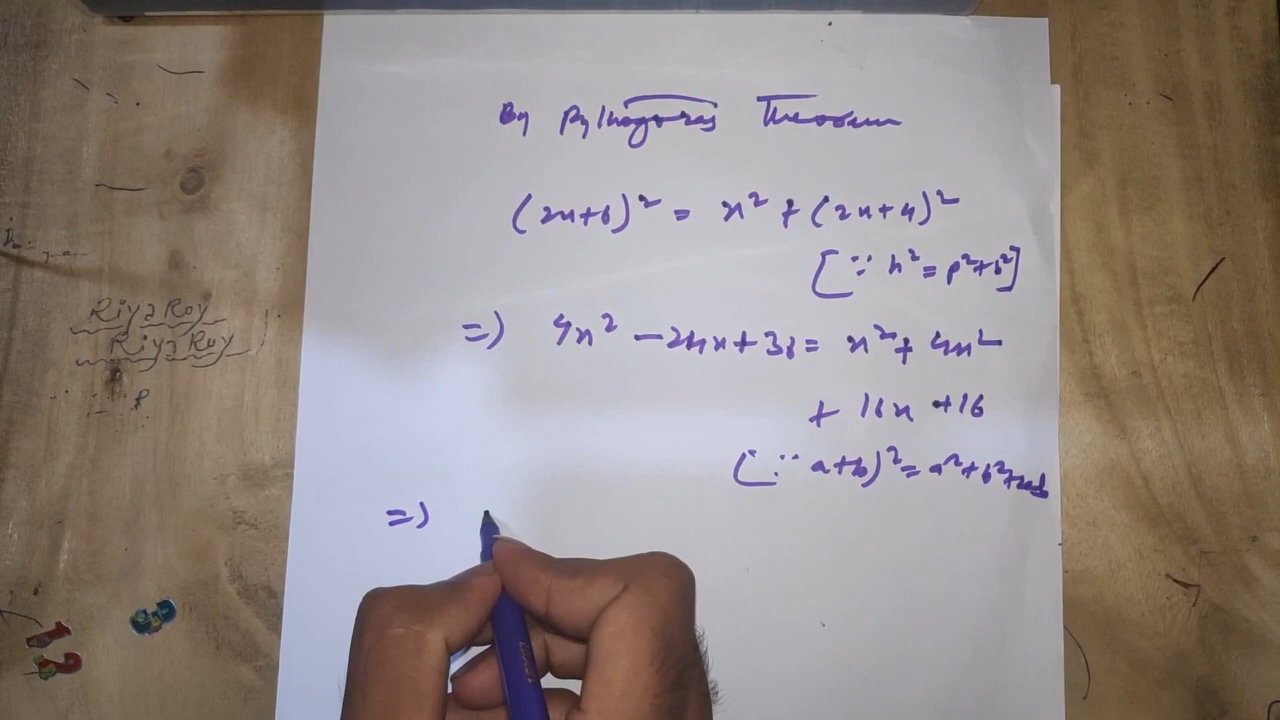 By Pythagoras Theorem
(2x+6)² = x² + (2x+4)²
[∵ h² = p²+b²]
=> 4x² - 24x + 36 = x² + 4x²
+ 16x + 16
(∵ a+b)² = a²+b²+2ab
=>
Riya Roy
Riya Roy